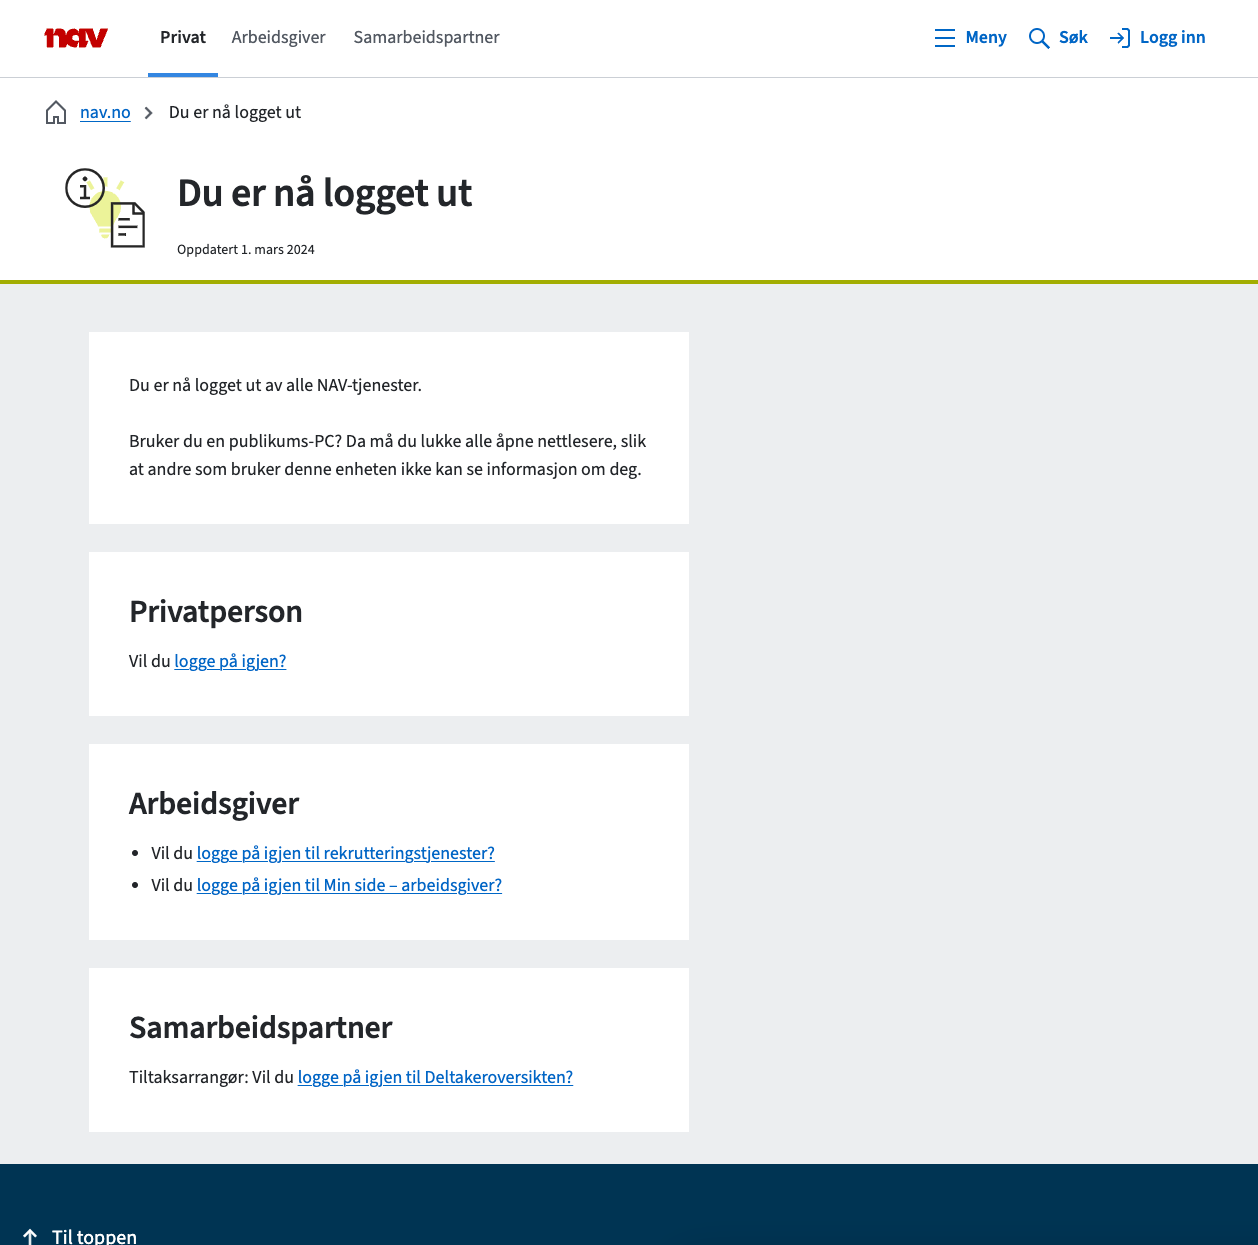 nav
Privat
Arbeidsgiver
Samarbeidspartner
Meny
Søk
Logg inn
nav.no
Du er nå logget ut
Du er nå logget ut
Oppdatert 1. mars 2024
Du er nå logget ut av alle NAV-tjenester.
Bruker du en publikums-PC? Da må du lukke alle åpne nettlesere, slik
at andre som bruker denne enheten ikke kan se informasjon om deg.
Privatperson
Vil du logge på igjen?
Arbeidsgiver
• Vil du logge på igjen til rekrutteringstjenester?
• Vil du logge på igjen til Min side – arbeidsgiver?
Samarbeidspartner
Tiltaksarrangør: Vil du logge på igjen til Deltakeroversikten?
Til toppen